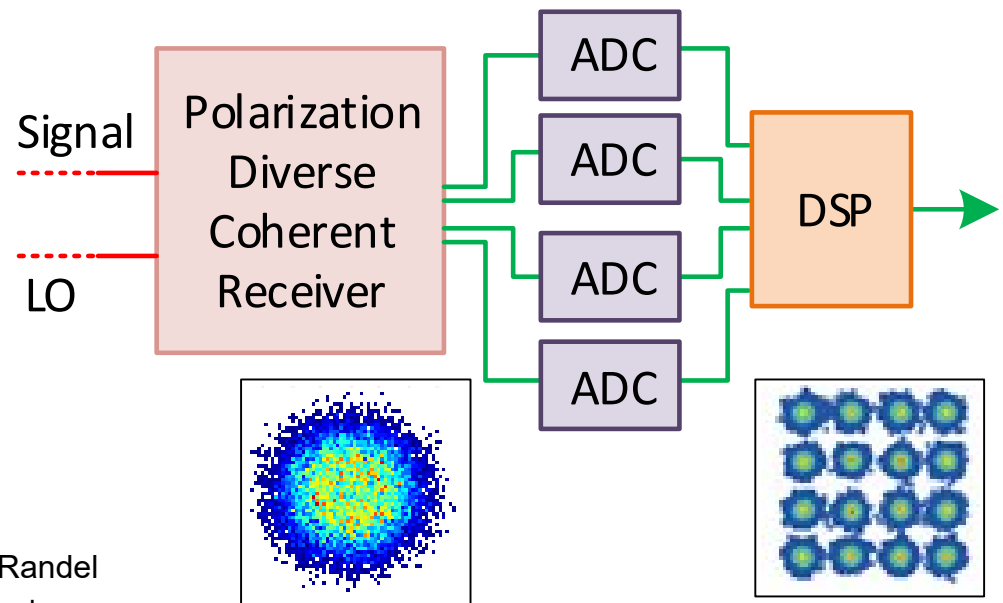 Signal
LO
Polarization
Diverse
Coherent
Receiver
ADC
ADC
ADC
ADC
DSP
Randel